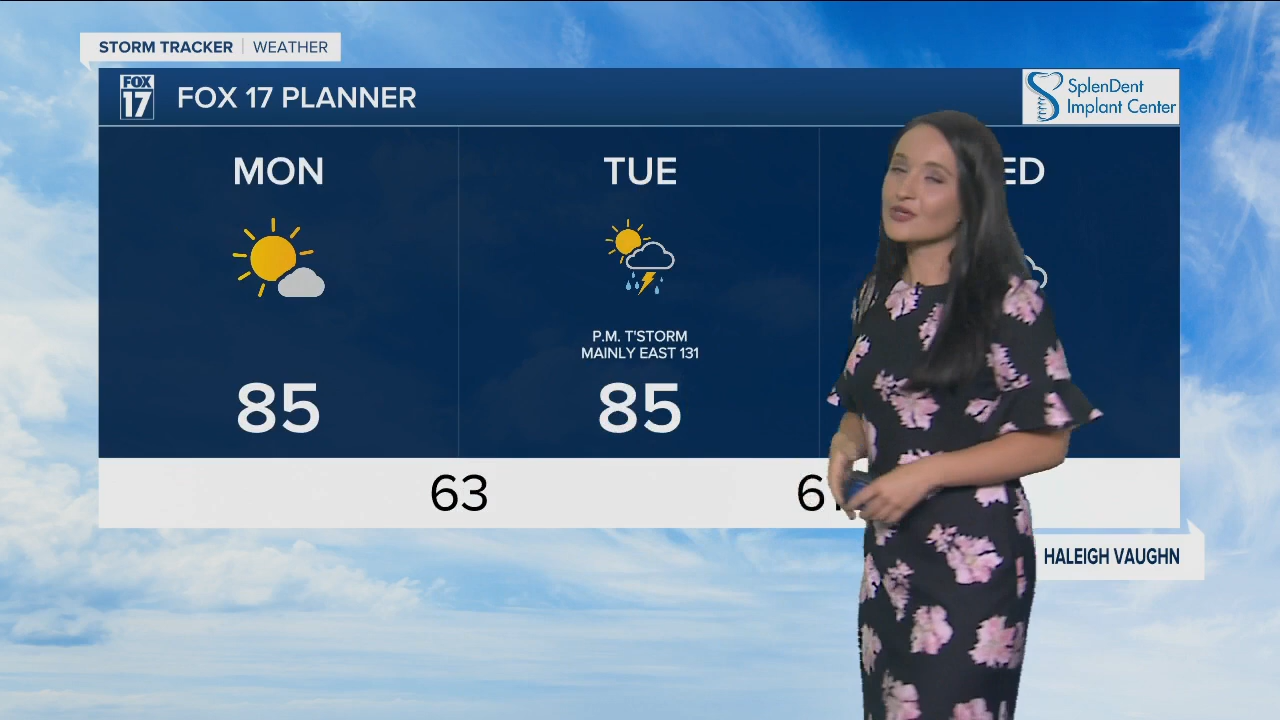 STORM TRACKER | WEATHER
FOX
17
FOX 17 PLANNER
SplenDent
Implant Center
MON
TUE
P.M. T'STORM
MAINLY EAST 131
85
85
63
HALEIGH VAUGHN